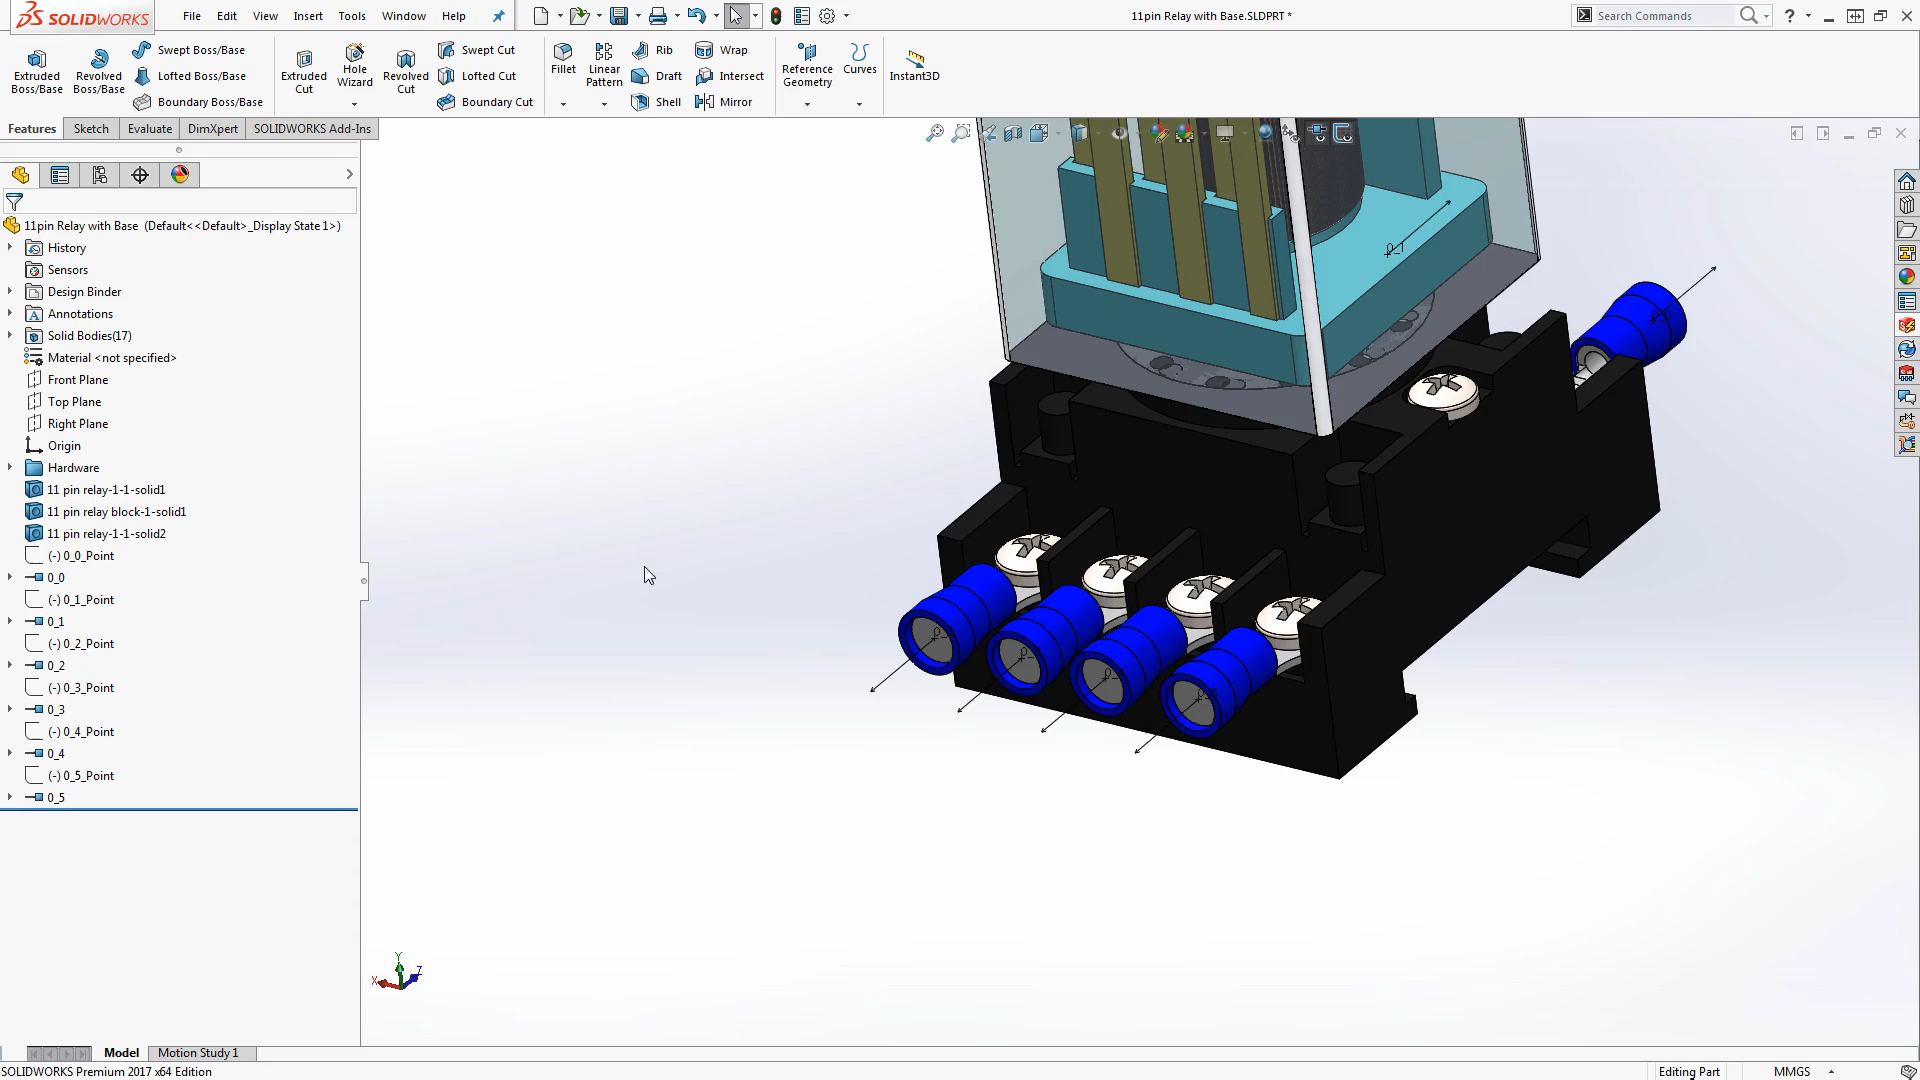 SOLIDWORKS
File Edit View Insert Tools Window Help
11pin Relay with Base.SLDPRT *
Search Commands
Extruded Boss/Base
Revolved Boss/Base
Swept Boss/Base
Lofted Boss/Base
Boundary Boss/Base
Extruded Cut
Hole Wizard
Revolved Cut
Swept Cut
Lofted Cut
Boundary Cut
Fillet
Linear Pattern
Rib
Draft
Shell
Wrap
Intersect
Mirror
Reference Geometry
Curves
Instant3D
Features Sketch Evaluate DimXpert SOLIDWORKS Add-Ins
11pin Relay with Base (Default<<Default>_Display State 1>)
History
Sensors
Design Binder
Annotations
Solid Bodies(17)
Material <not specified>
Front Plane
Top Plane
Right Plane
Origin
Hardware
11 pin relay-1-1-solid1
11 pin relay block-1-solid1
11 pin relay-1-1-solid2
(-) 0_0_Point
0_0
(-) 0_1_Point
0_1
(-) 0_2_Point
0_2
(-) 0_3_Point
0_3
(-) 0_4_Point
0_4
(-) 0_5_Point
0_5
0_1
Y
X
Z
Model Motion Study 1
SOLIDWORKS Premium 2017 x64 Edition
Editing Part
MMGS